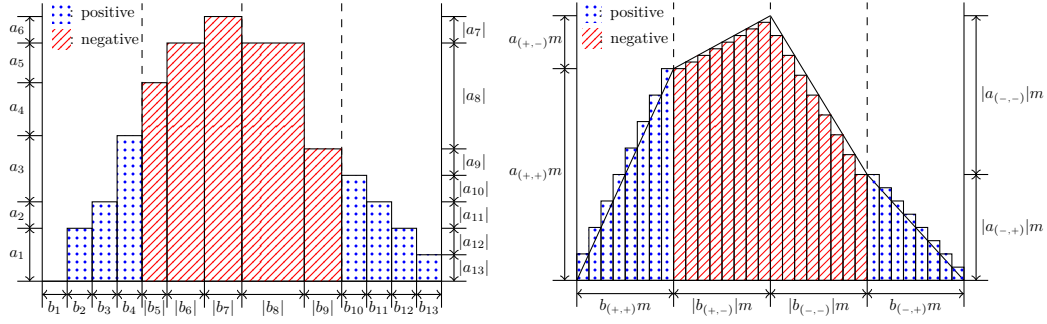 positive
negative
a₆
a₅
a₄
a₃
a₂
a₁
|a₇|
|a₈|
|a₉|
|a₁₀|
|a₁₁|
|a₁₂|
|a₁₃|
b₁ b₂ b₃ b₄ |b₅| |b₆| |b₇| |b₈| |b₉| b₁₀ b₁₁ b₁₂ b₁₃
positive
negative
a₍₊,₋₎m
a₍₊,₊₎m
|a₍₋,₋₎|m
|a₍₋,₊₎|m
b₍₊,₊₎m |b₍₊,₋₎|m |b₍₋,₋₎|m b₍₋,₊₎m